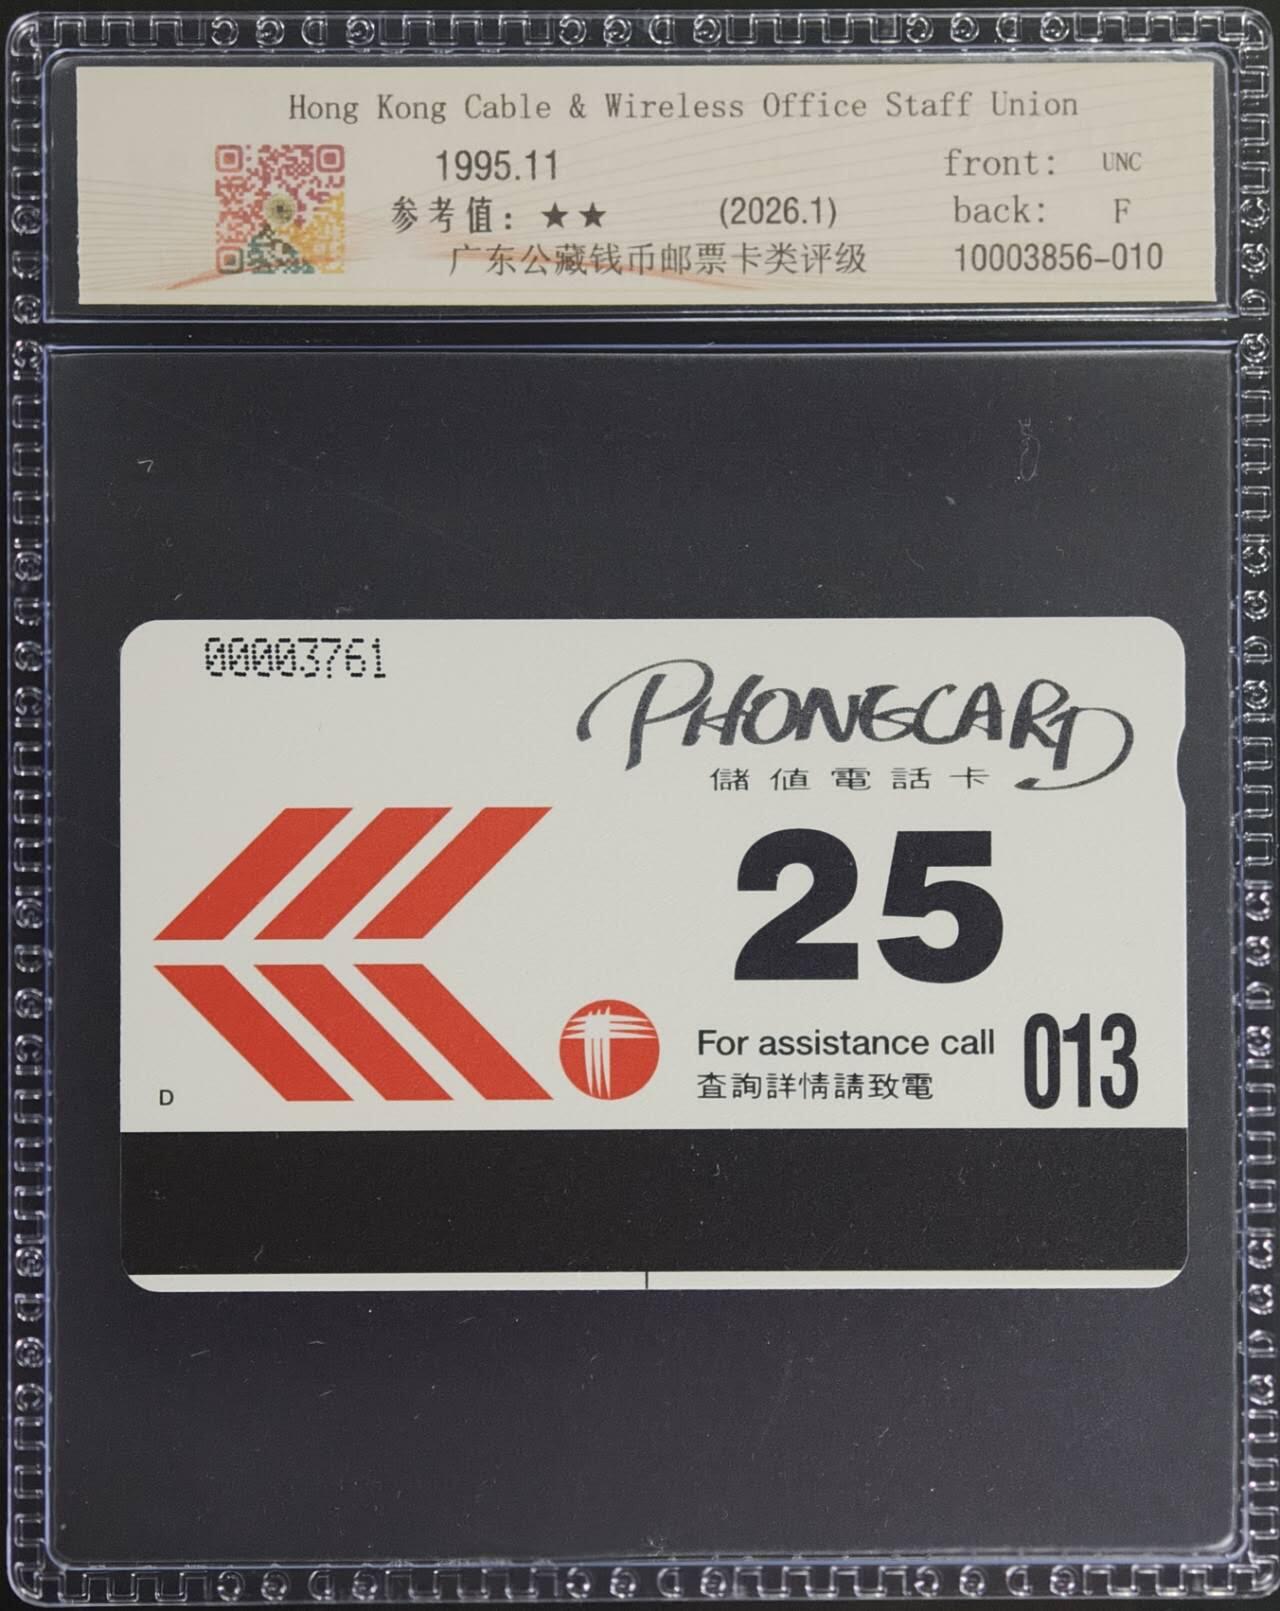 Hong Kong Cable & Wireless Office Staff Union
1995.11
front: UNC
参考值：★★
(2026.1)
back: F
广东公藏钱币邮票卡类评级
10003856-010
00003761
PHONECARD
儲值電話卡
25
For assistance call
013
查詢詳情請致電
D